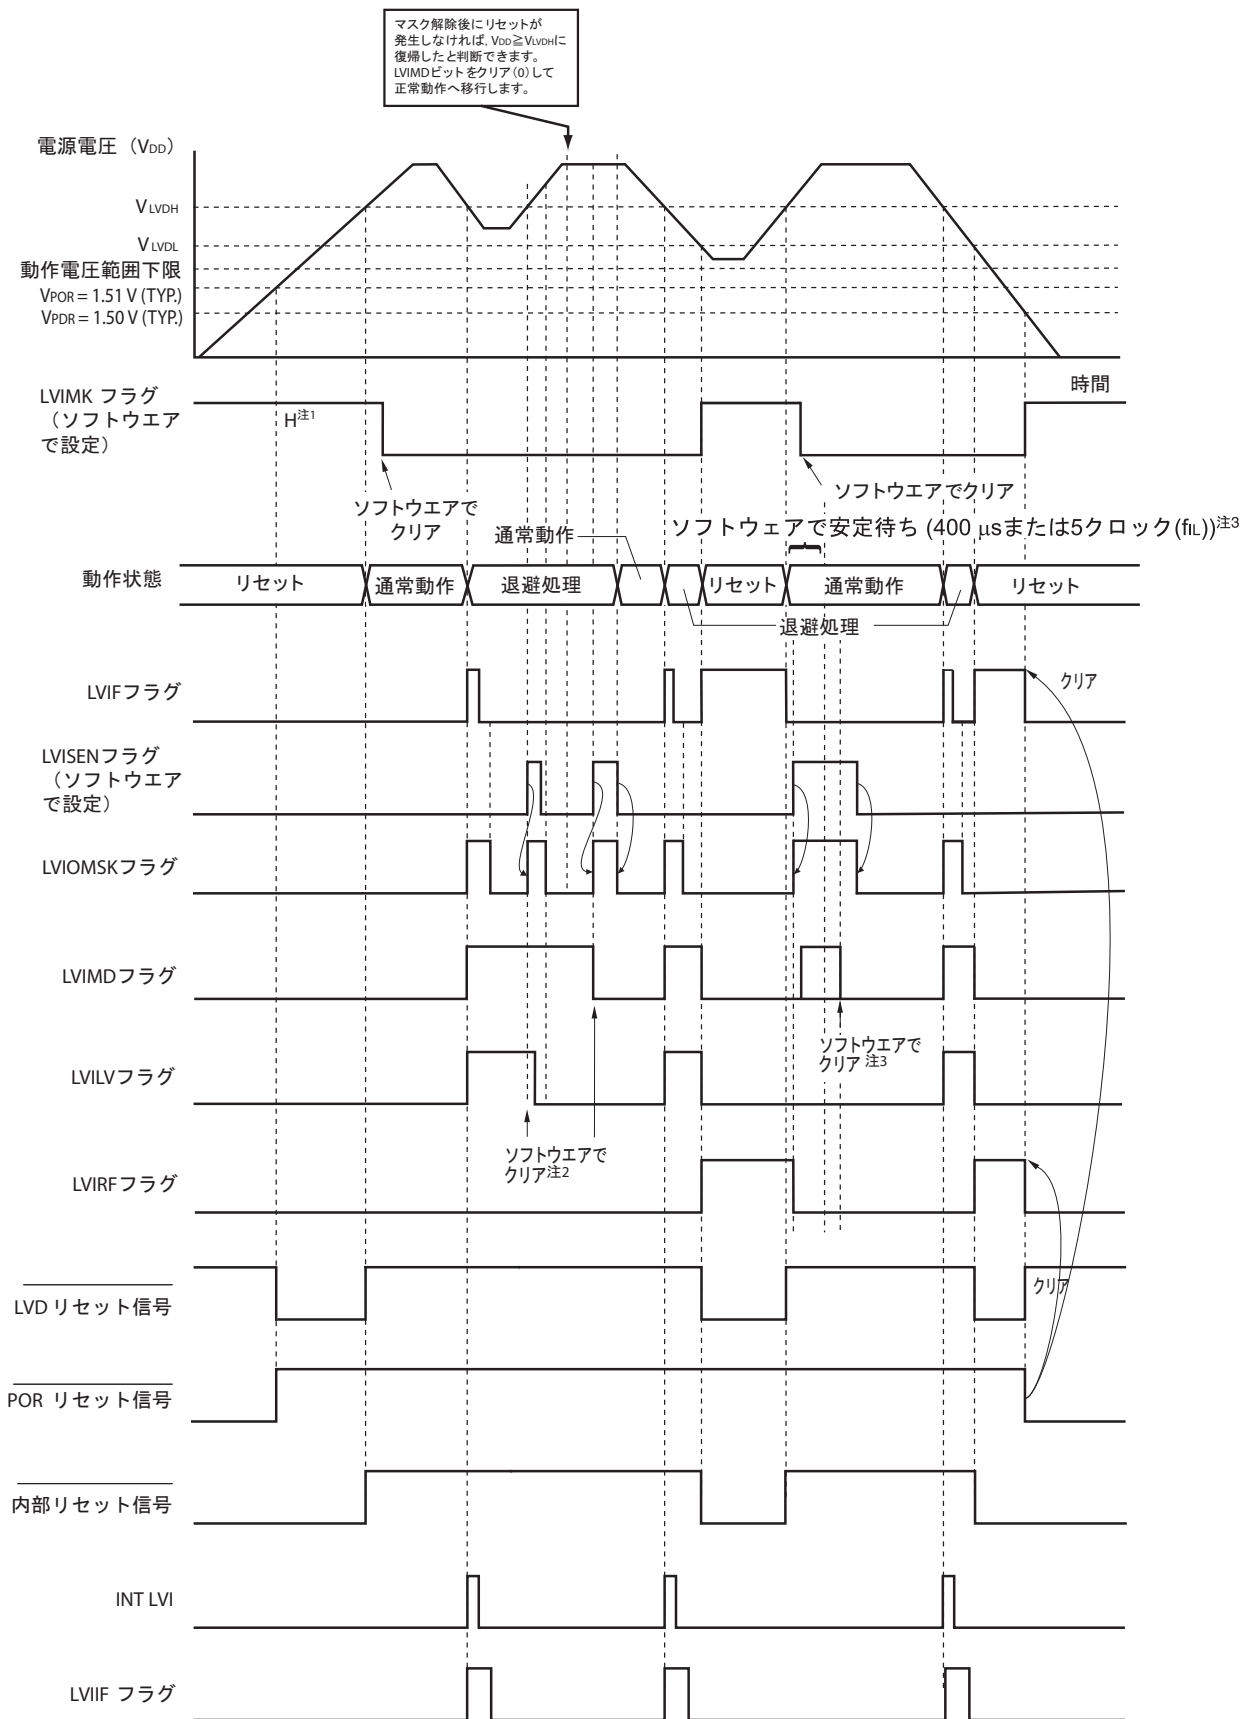 マスク解除後にリセットが
発生しなければ, VDD≧VLVDHに
復帰したと判断できます。
LVIMDビットをクリア(0)して
正常動作へ移行します。
電源電圧（VDD）
VLVDH
VLVDL
動作電圧範囲下限
VPOR = 1.51 V (TYP.)
VPDR = 1.50 V (TYP.)
時間
LVIMK フラグ
（ソフトウエア
で設定）
H注1
ソフトウエアで
クリア
ソフトウエアでクリア
通常動作
ソフトウェアで安定待ち (400 μsまたは5クロック(fIL))注3
動作状態
リセット
通常動作
退避処理
リセット
通常動作
リセット
退避処理
LVIFフラグ
クリア
LVISENフラグ
（ソフトウエア
で設定）
LVIOMSKフラグ
LVIMDフラグ
ソフトウエアで
クリア 注3
LVILVフラグ
ソフトウエアで
クリア注2
LVIRFフラグ
LVD リセット信号
クリア
POR リセット信号
内部リセット信号
INT LVI
LVIIF フラグ